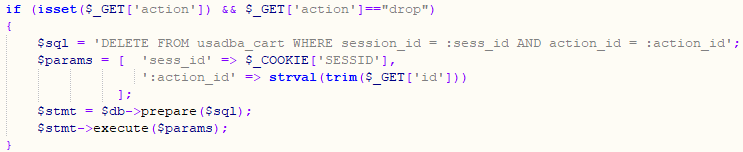 if (isset($_GET['action']) && $_GET['action']=="drop")
{
    $sql = 'DELETE FROM usadba_cart WHERE session_id = :sess_id AND action_id = :action_id';
    $params = [  'sess_id' => $_COOKIE['SESSID'],
                 ':action_id' => strval(trim($_GET['id']))
              ];
    $stmt = $db->prepare($sql);
    $stmt->execute($params);
}